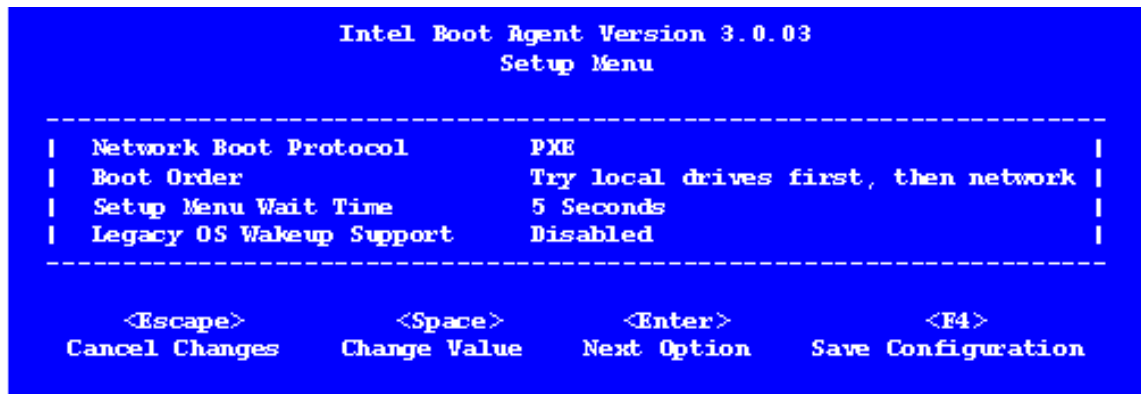 Intel Boot Agent Version 3.0.03
Setup Menu
Network Boot Protocol PXE
Boot Order Try local drives first, then network
Setup Menu Wait Time 5 Seconds
Legacy OS Wakeup Support Disabled
<Escape> <Space> <Enter> <F4>
Cancel Changes Change Value Next Option Save Configuration